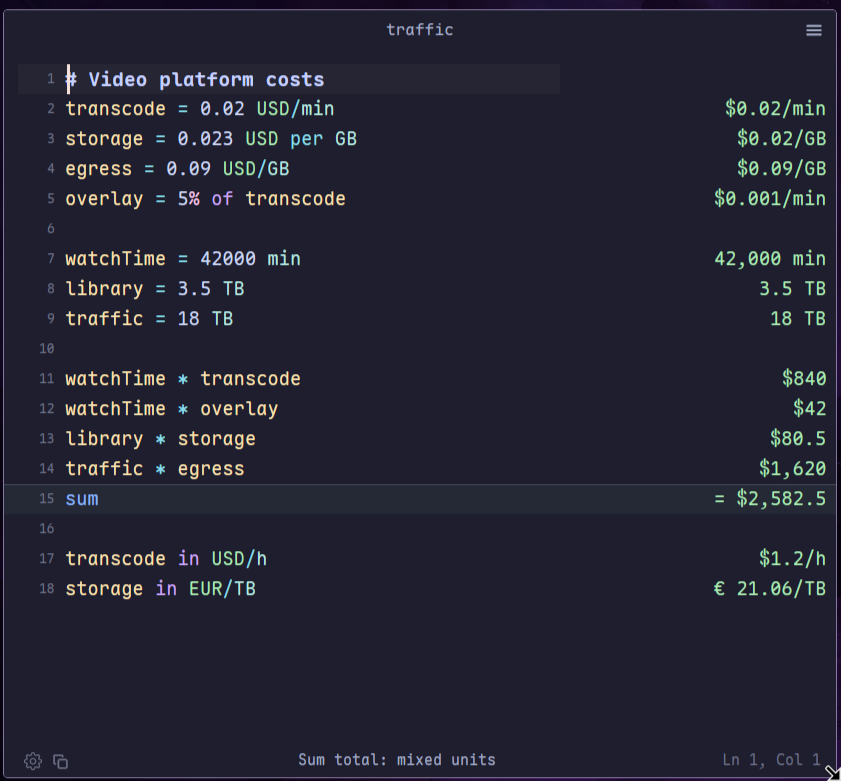 traffic
1 # Video platform costs
2 transcode = 0.02 USD/min $0.02/min
3 storage = 0.023 USD per GB $0.02/GB
4 egress = 0.09 USD/GB $0.09/GB
5 overlay = 5% of transcode $0.001/min
6
7 watchTime = 42000 min 42,000 min
8 library = 3.5 TB 3.5 TB
9 traffic = 18 TB 18 TB
10
11 watchTime * transcode $840
12 watchTime * overlay $42
13 library * storage $80.5
14 traffic * egress $1,620
15 sum = $2,582.5
16
17 transcode in USD/h $1.2/h
18 storage in EUR/TB € 21.06/TB
Sum total: mixed units Ln 1, Col 1